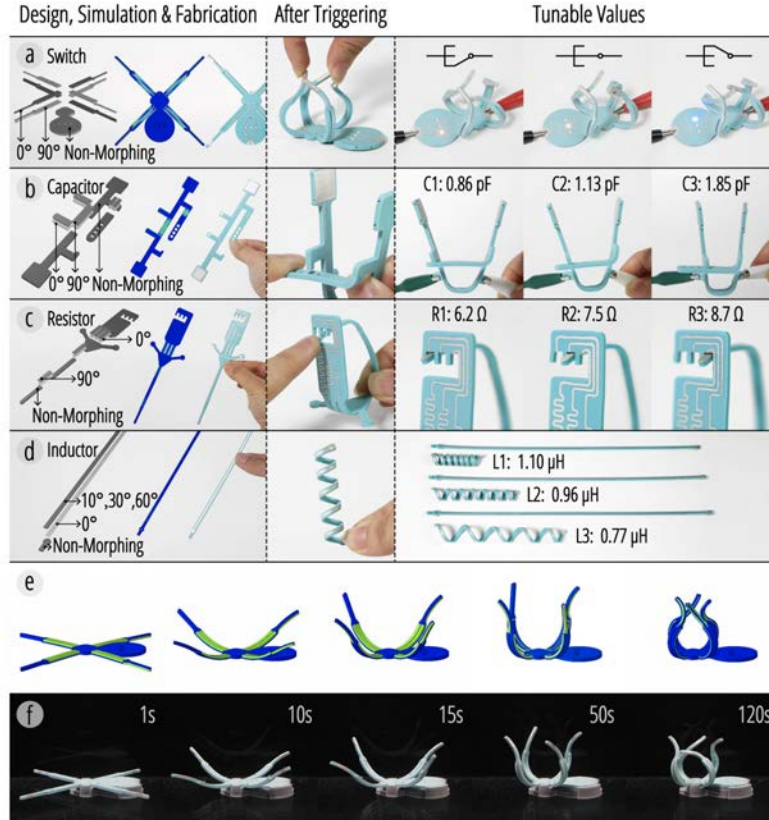 Design, Simulation & Fabrication After Triggering Tunable Values
a Switch
0° 90° Non-Morphing
b Capacitor
0° 90° Non-Morphing
C1: 0.86 pF C2: 1.13 pF C3: 1.85 pF
c Resistor
0°
90°
Non-Morphing
R1: 6.2 Ω R2: 7.5 Ω R3: 8.7 Ω
d Inductor
10°,30°,60°
0°
Non-Morphing
L1: 1.10 µH
L2: 0.96 µH
L3: 0.77 µH
e
f 1s 10s 15s 50s 120s